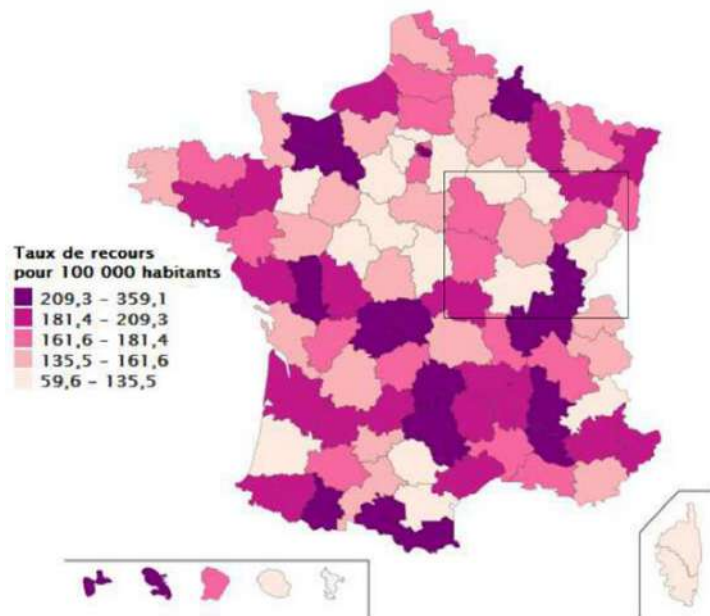 Taux de recours
pour 100 000 habitants
209,3 - 359,1
181,4 - 209,3
161,6 - 181,4
135,5 - 161,6
59,6 - 135,5